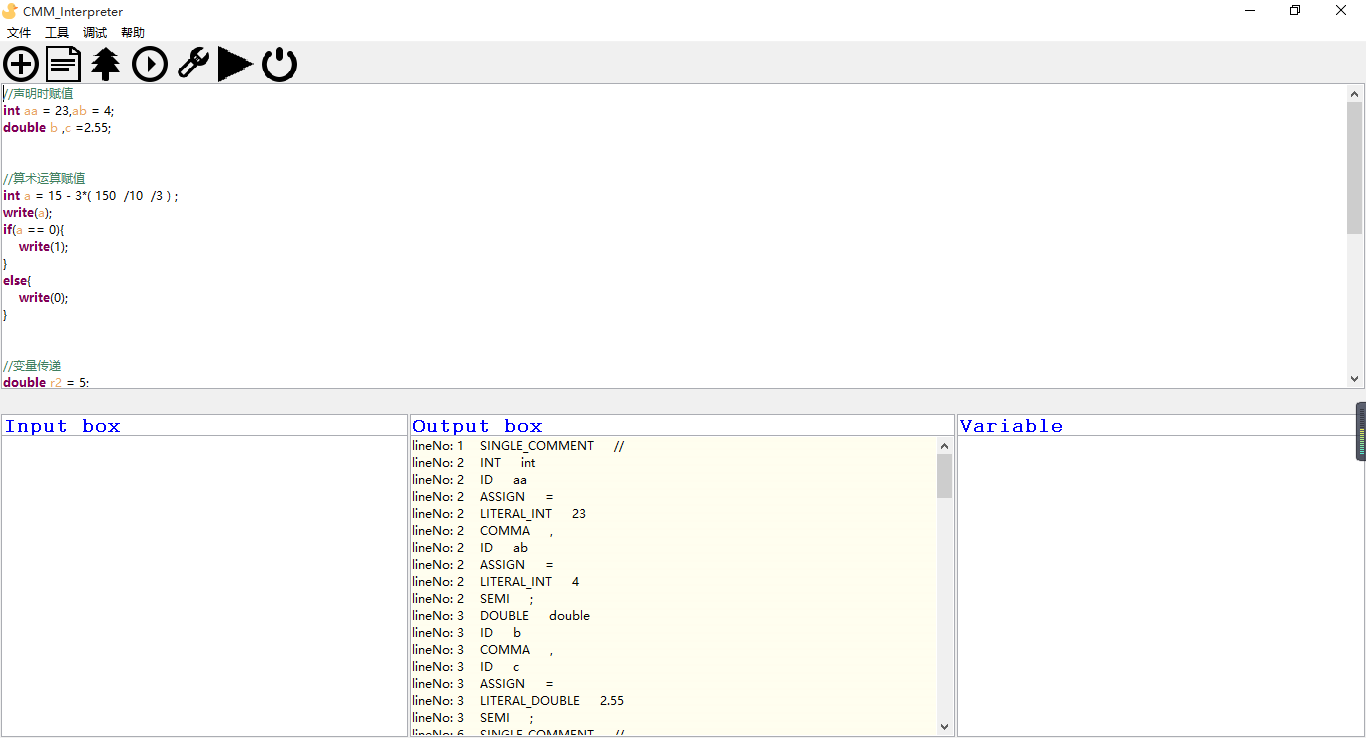 CMM_Interpreter
文件 工具 调试 帮助
//声明时赋值
int aa = 23,ab = 4;
double b ,c =2.55;
//算术运算赋值
int a = 15 - 3*( 150  /10  /3 ) ;
write(a);
if(a == 0){
write(1);
}
else{
write(0);
}
//变量传递
double r2 = 5;
Input box
Output box
lineNo: 1 SINGLE_COMMENT //
lineNo: 2 INT int
lineNo: 2 ID aa
lineNo: 2 ASSIGN =
lineNo: 2 LITERAL_INT 23
lineNo: 2 COMMA ,
lineNo: 2 ID ab
lineNo: 2 ASSIGN =
lineNo: 2 LITERAL_INT 4
lineNo: 2 SEMI ;
lineNo: 3 DOUBLE double
lineNo: 3 ID b
lineNo: 3 COMMA ,
lineNo: 3 ID c
lineNo: 3 ASSIGN =
lineNo: 3 LITERAL_DOUBLE 2.55
lineNo: 3 SEMI ;
lineNo: 6 SINGLE_COMMENT //
Variable